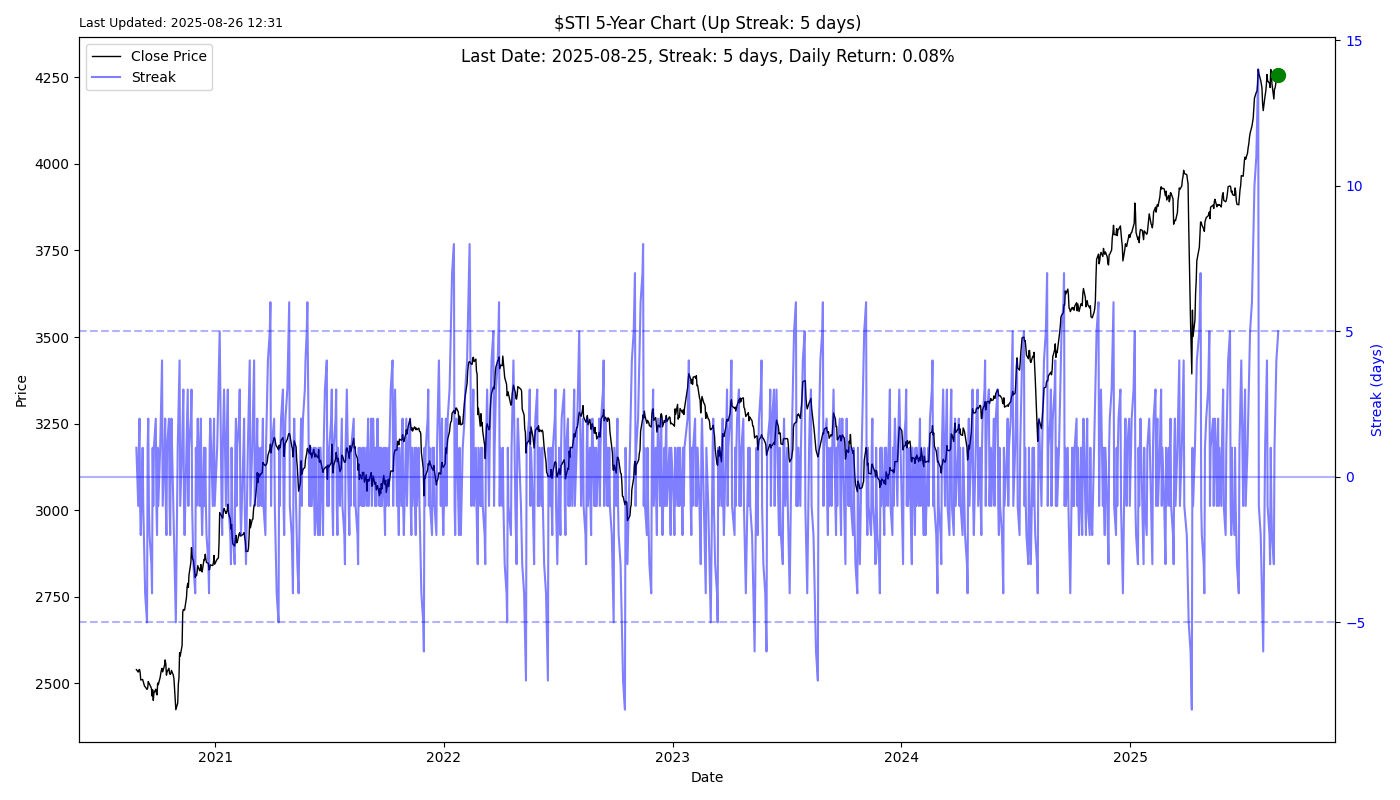 Last Updated: 2025-08-26 12:31
$STI 5-Year Chart (Up Streak: 5 days)
Last Date: 2025-08-25, Streak: 5 days, Daily Return: 0.08%
Close Price
Streak
Price
4250
4000
3750
3500
3250
3000
2750
2500
15
10
5
0
−5
Streak (days)
2021
2022
2023
2024
2025
Date